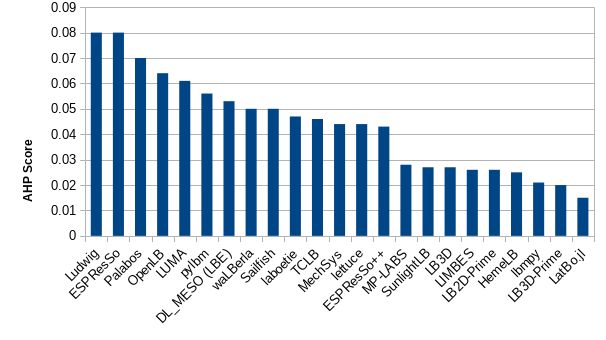 0.09
0.08
0.07
0.06
0.05
0.04
0.03
0.02
0.01
0
AHP Score
Ludwig
ESPResSo
Palabos
OpenLB
LUMA
pylbm
DL_MESO (LBE)
waLBerla
Sailfish
laboetie
TCLB
MechSys
lettuce
ESPResSo++
MP-LABS
SunlightLB
LB3D
LIMBES
LB2D-Prime
HemeLB
lbmpy
LB3D-Prime
LatBo.jl